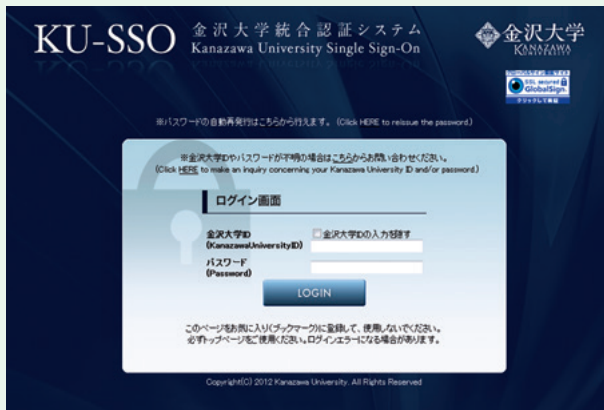 KU-SSO
金沢大学統合認証システム
Kanazawa University Single Sign-On
金沢大学
KANAZAWA
SSL secured
GlobalSign.
クリックして検証
※パスワードの自動再発行はこちらから行えます。 (Click HERE to reissue the password.)
※金沢大学IDやパスワードが不明の場合はこちらからお問い合わせください。
(Click HERE to make an inquiry concerning your Kanazawa University ID and/or password.)
ログイン画面
金沢大学ID
(KanazawaUniversityID)
金沢大学IDの入力を隠す
パスワード
(Password)
LOGIN
このページをお気に入り(ブックマーク)に登録して、使用しないでください。
必ずトップページをご使用ください。ログインエラーになる場合があります。
Copyright(C) 2012 Kanazawa University. All Rights Reserved